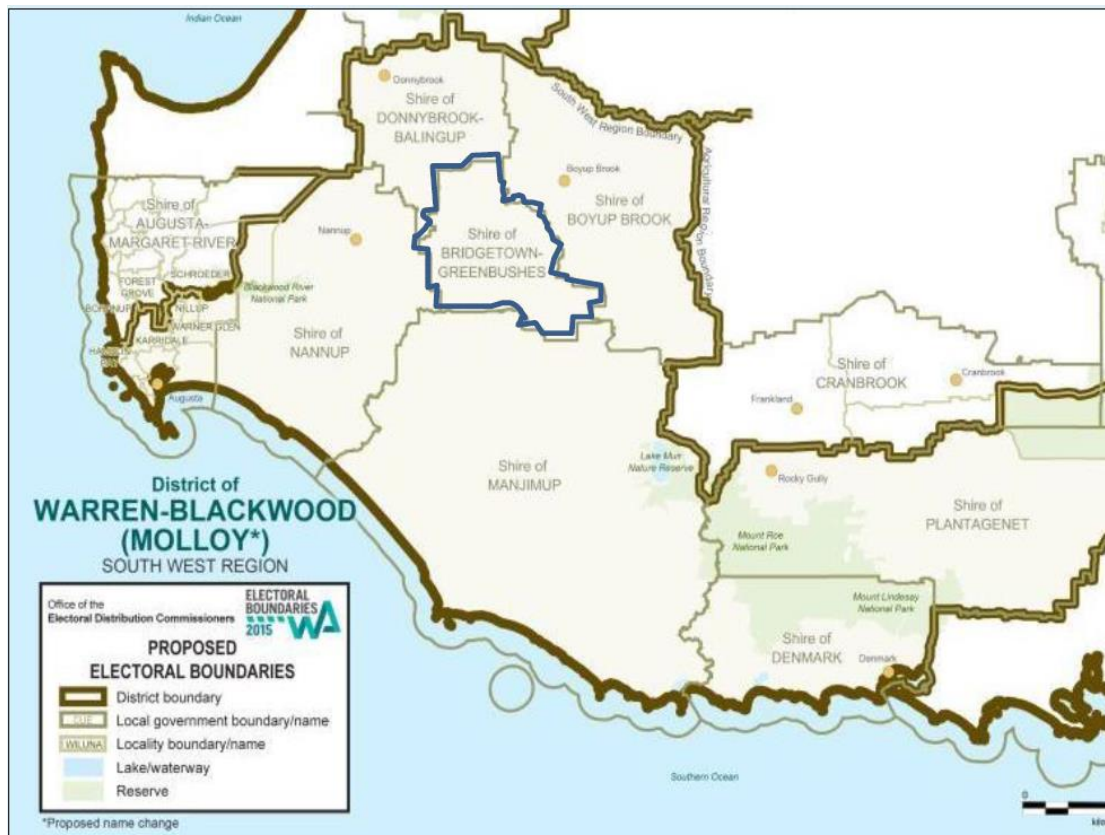 Indian Ocean
Donnybrook
Shire of
DONNYBROOK-
BALINGUP
South West Region Boundary
Agricultural Region Boundary
Boyup Brook
Shire of
BOYUP BROOK
Shire of
AUGUSTA-
MARGARET-RIVER
Nannup
Shire of
BRIDGETOWN-
GREENBUSHES
SCHROEDER
FOREST
GROVE
Blackwood River
National Park
NILLUP
WARNER GLEN
KARRIDALE
Augusta
Shire of
NANNUP
Shire of
CRANBROOK
Cranbrook
Frankland
Lake Muir
Nature Reserve
Shire of
MANJIMUP
Rocky Gully
Shire of
PLANTAGENET
Mount Roe
National Park
Mount Lindesay
National Park
Shire of
DENMARK
Denmark
Southern Ocean
District of
WARREN-BLACKWOOD
(MOLLOY*)
SOUTH WEST REGION
Office of the
Electoral Distribution Commissioners
ELECTORAL
BOUNDARIES
2015 WA
PROPOSED
ELECTORAL BOUNDARIES
District boundary
CUE Local government boundary/name
WILUNA Locality boundary/name
Lake/waterway
Reserve
*Proposed name change
0